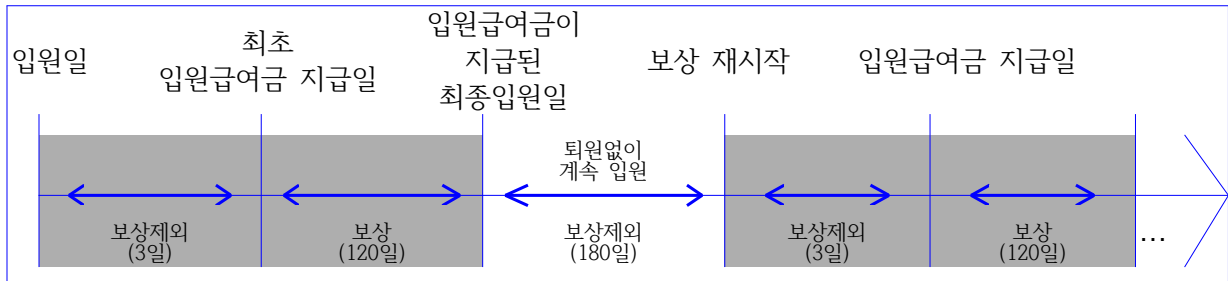 입원일
최초
입원급여금 지급일
입원급여금이
지급된
최종입원일
보상 재시작
입원급여금 지급일
퇴원없이
계속 입원
보상제외
(3일)
보상
(120일)
보상제외
(180일)
보상제외
(3일)
보상
(120일)
…